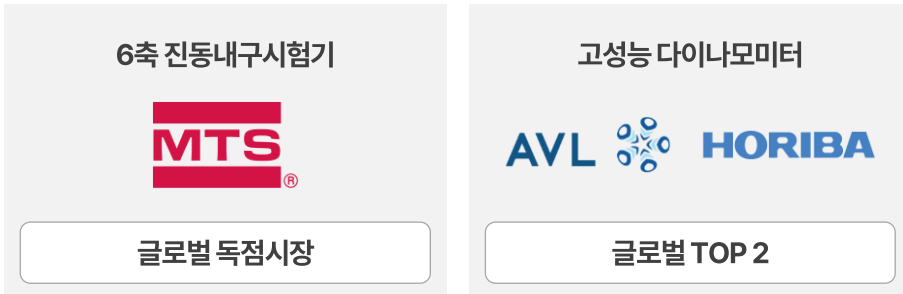 6축 진동내구시험기
MTS
®
글로벌 독점시장
고성능 다이나모미터
AVL
HORIBA
글로벌 TOP 2